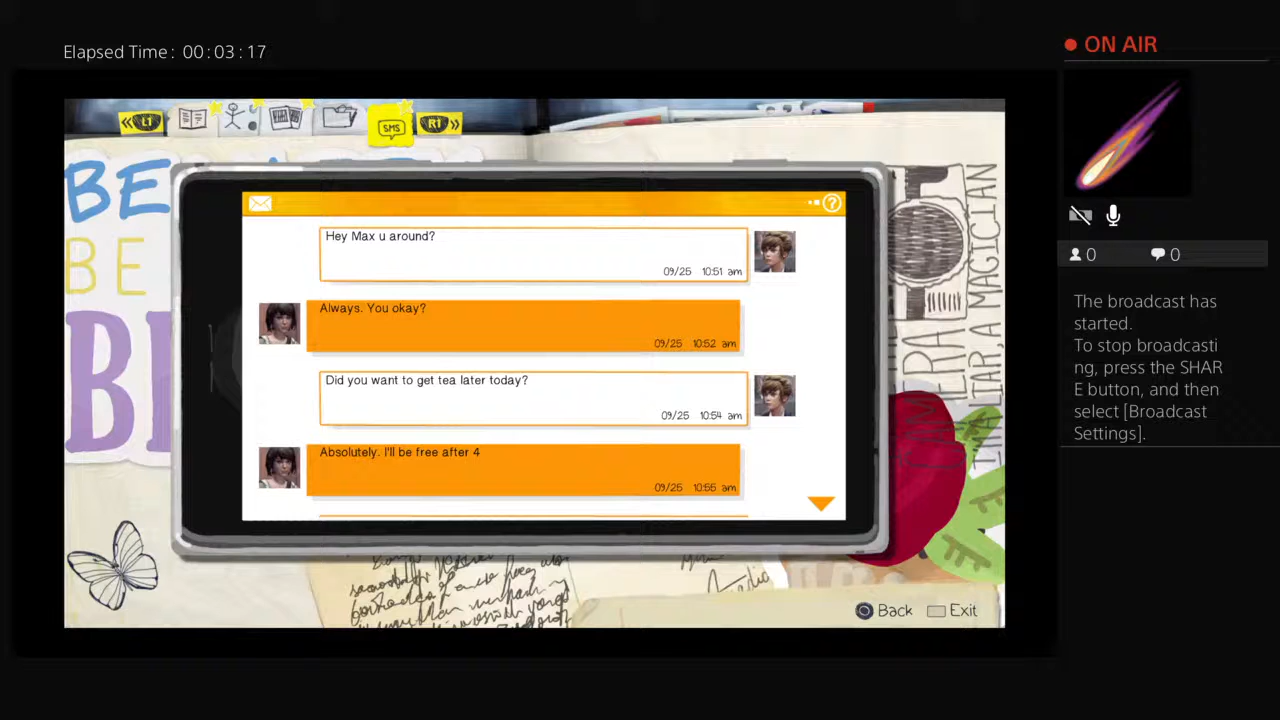 Elapsed Time: 00:03:17
ON AIR
L1
SMS
R1
BE
BE
Hey Max u around?
09/25 10:51 am
Always. You okay?
09/25 10:52 am
Did you want to get tea later today?
09/25 10:54 am
Absolutely. I'll be free after 4
09/25 10:55 am
A MAGICIAN
Back
Exit
0
0
The broadcast has
started.
To stop broadcasti
ng, press the SHAR
E button, and then
select [Broadcast
Settings].